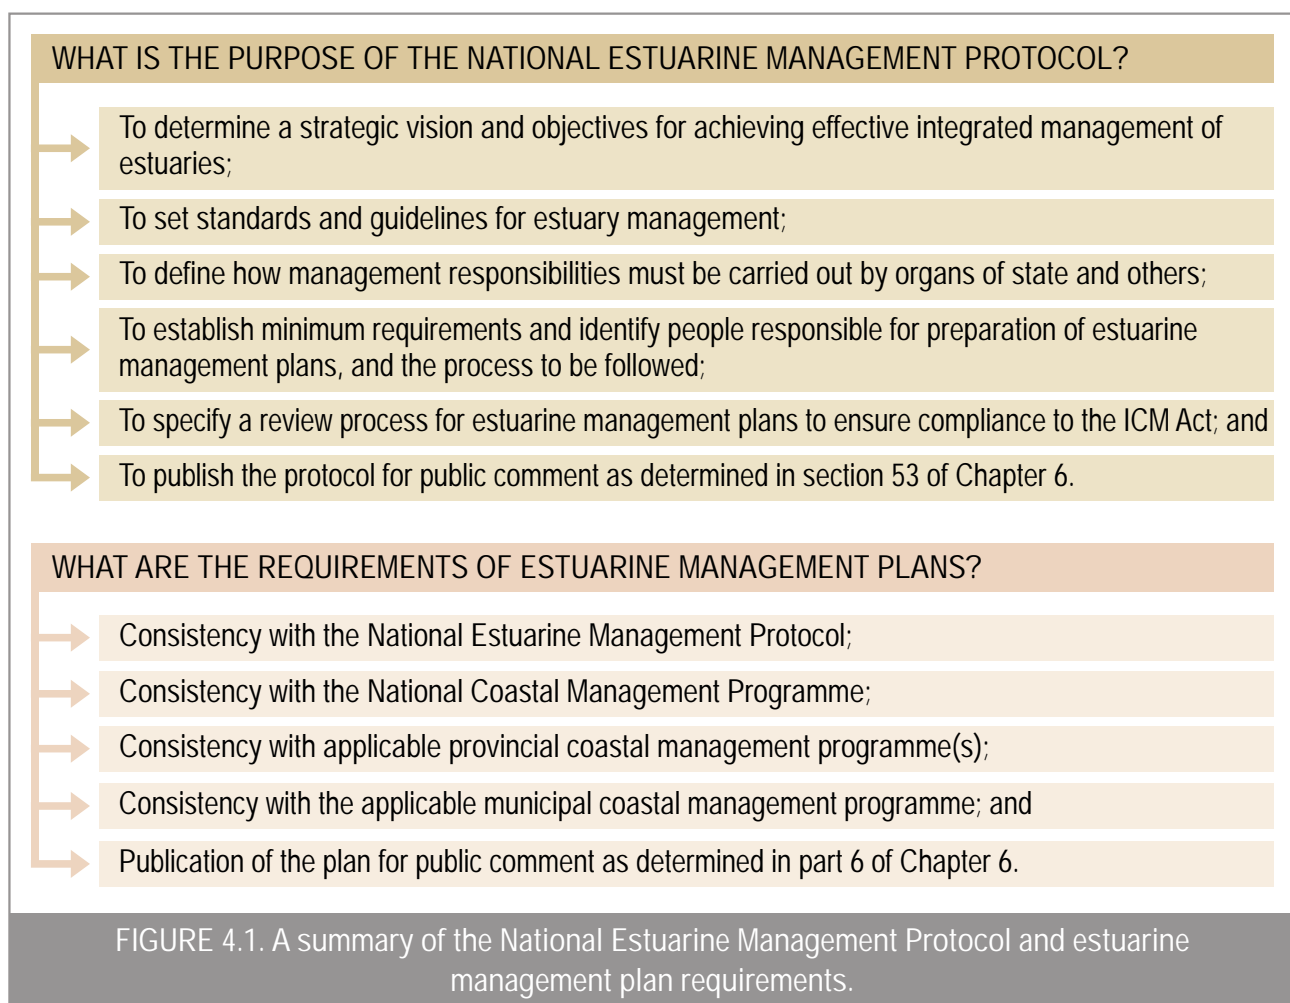 WHAT IS THE PURPOSE OF THE NATIONAL ESTUARINE MANAGEMENT PROTOCOL?
To determine a strategic vision and objectives for achieving effective integrated management of
estuaries;
To set standards and guidelines for estuary management;
To define how management responsibilities must be carried out by organs of state and others;
To establish minimum requirements and identify people responsible for preparation of estuarine
management plans, and the process to be followed;
To specify a review process for estuarine management plans to ensure compliance to the ICM Act; and
To publish the protocol for public comment as determined in section 53 of Chapter 6.
WHAT ARE THE REQUIREMENTS OF ESTUARINE MANAGEMENT PLANS?
Consistency with the National Estuarine Management Protocol;
Consistency with the National Coastal Management Programme;
Consistency with applicable provincial coastal management programme(s);
Consistency with the applicable municipal coastal management programme; and
Publication of the plan for public comment as determined in part 6 of Chapter 6.
FIGURE 4.1. A summary of the National Estuarine Management Protocol and estuarine
management plan requirements.